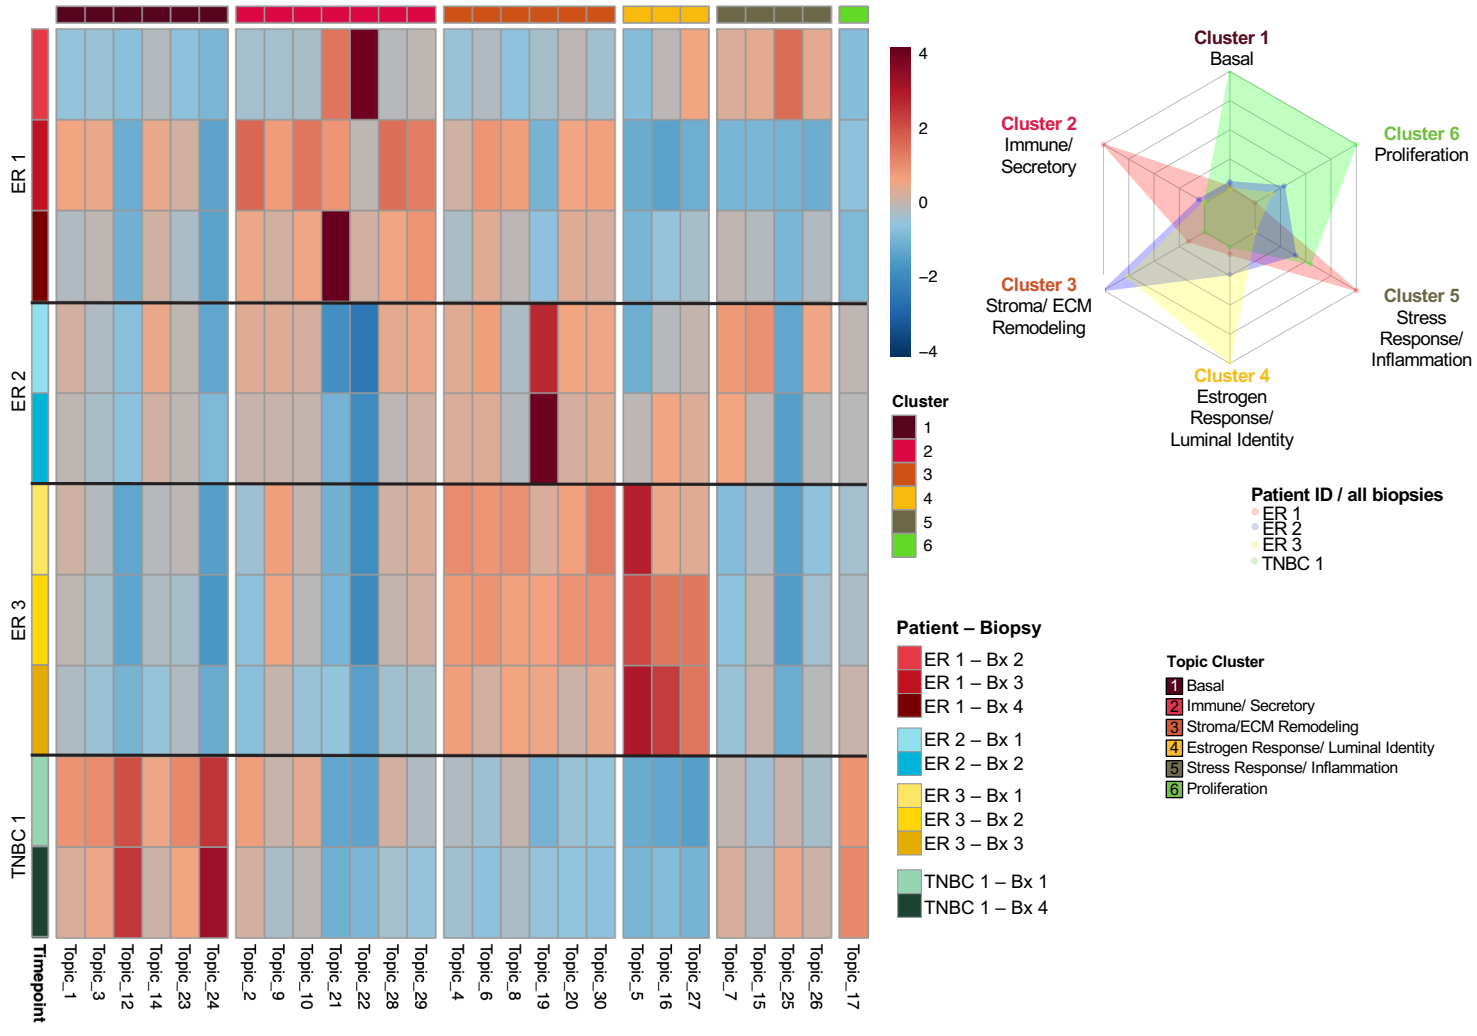 ER 1
ER 2
ER 3
TNBC 1
Timepoint
Topic_1
Topic_3
Topic_12
Topic_14
Topic_23
Topic_24
Topic_2
Topic_9
Topic_10
Topic_21
Topic_22
Topic_28
Topic_29
Topic_4
Topic_6
Topic_8
Topic_19
Topic_20
Topic_30
Topic_5
Topic_16
Topic_27
Topic_7
Topic_15
Topic_25
Topic_26
Topic_17
4
2
0
−2
−4
Cluster
1
2
3
4
5
6
Patient – Biopsy
ER 1 – Bx 2
ER 1 – Bx 3
ER 1 – Bx 4
ER 2 – Bx 1
ER 2 – Bx 2
ER 3 – Bx 1
ER 3 – Bx 2
ER 3 – Bx 3
TNBC 1 – Bx 1
TNBC 1 – Bx 4
Cluster 1
Basal
Cluster 2
Immune/
Secretory
Cluster 6
Proliferation
Cluster 3
Stroma/ ECM
Remodeling
Cluster 5
Stress
Response/
Inflammation
Cluster 4
Estrogen
Response/
Luminal Identity
Patient ID / all biopsies
ER 1
ER 2
ER 3
TNBC 1
Topic Cluster
1 Basal
2 Immune/ Secretory
3 Stroma/ECM Remodeling
4 Estrogen Response/ Luminal Identity
5 Stress Response/ Inflammation
6 Proliferation